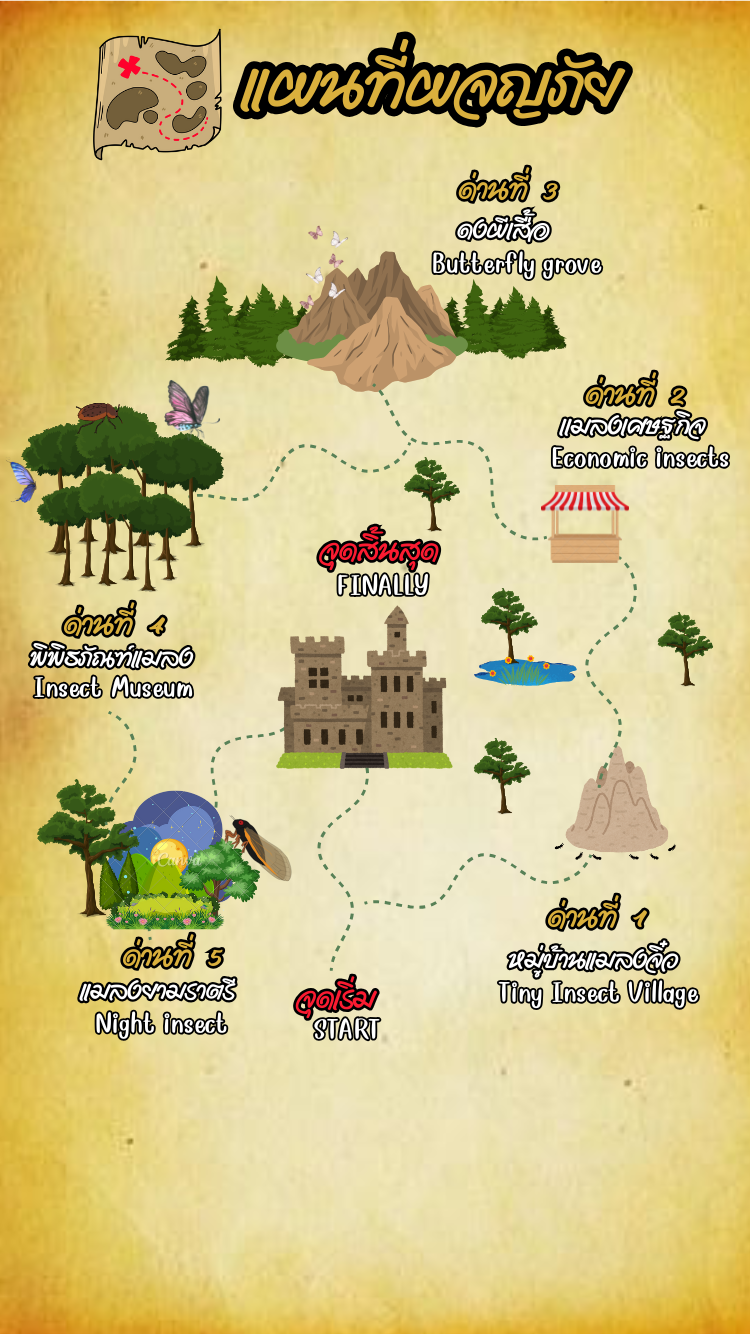 แผนที่ผจญภัย
ด่านที่ 3
ดงผีเสื้อ
Butterfly grove
ด่านที่ 2
แมลงเศษฐกิจ
Economic insects
จุดสิ้นสุด
FINALLY
ด่านที่ 4
พิพิธภัณฑ์แมลง
Insect Museum
Canva
ด่านที่ 1
หมู่บ้านแมลงจิ๋ว
Tiny Insect Village
ด่านที่ 5
แมลงยามราตรี
Night insect
จุดเริ่ม
START